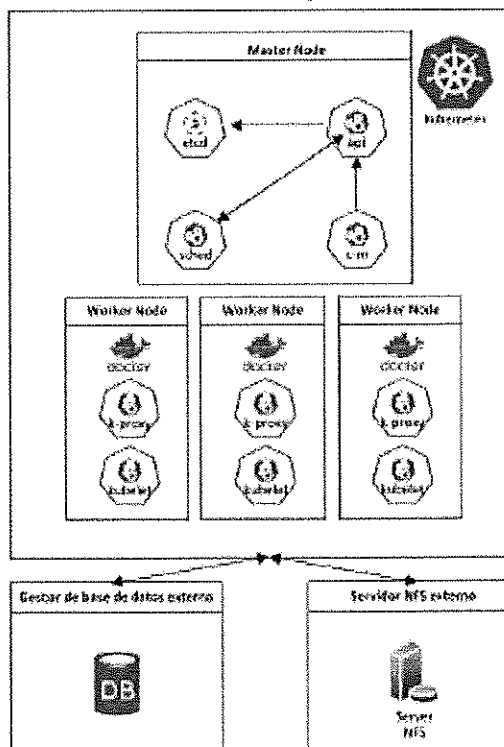 Master Node
kubernetes
etcd
api
sched
c-m
Worker Node
docker
k-proxy
kubelet
Worker Node
docker
k-proxy
kubelet
Worker Node
docker
k-proxy
kubelet
Gestor de base de datos externo
DB
Servidor NFS externo
Server
NFS